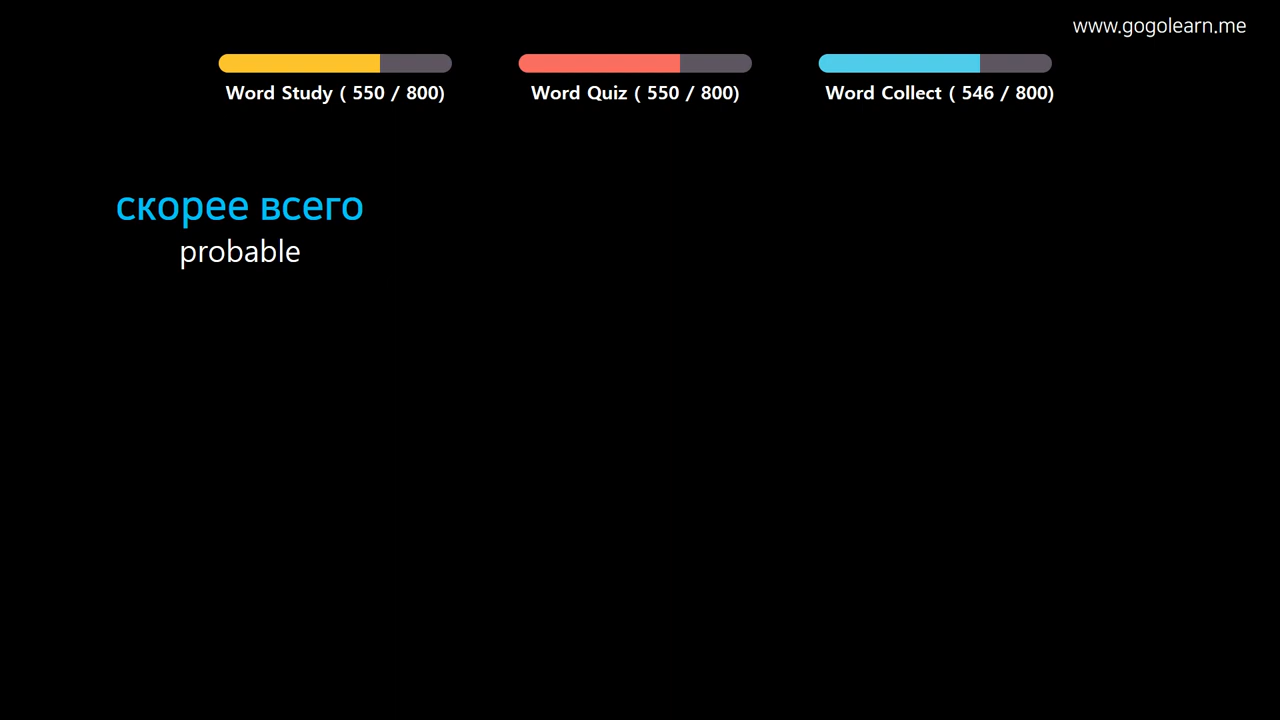 www.gogolearn.me
Word Study ( 550 / 800)
Word Quiz ( 550 / 800)
Word Collect ( 546 / 800)
скорее всего
probable